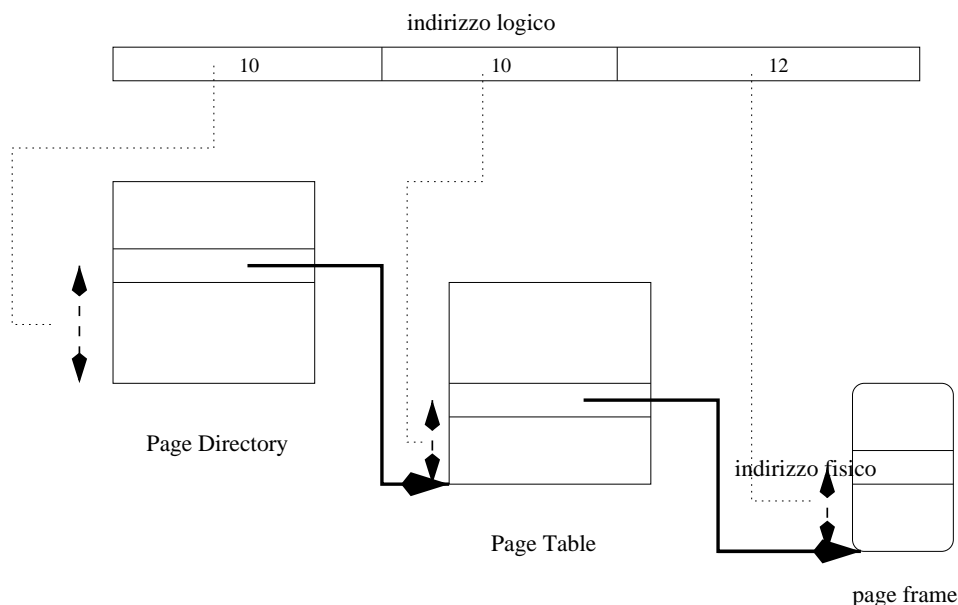 indirizzo logico
10 10 12
Page Directory
indirizzo fisico
Page Table
page frame